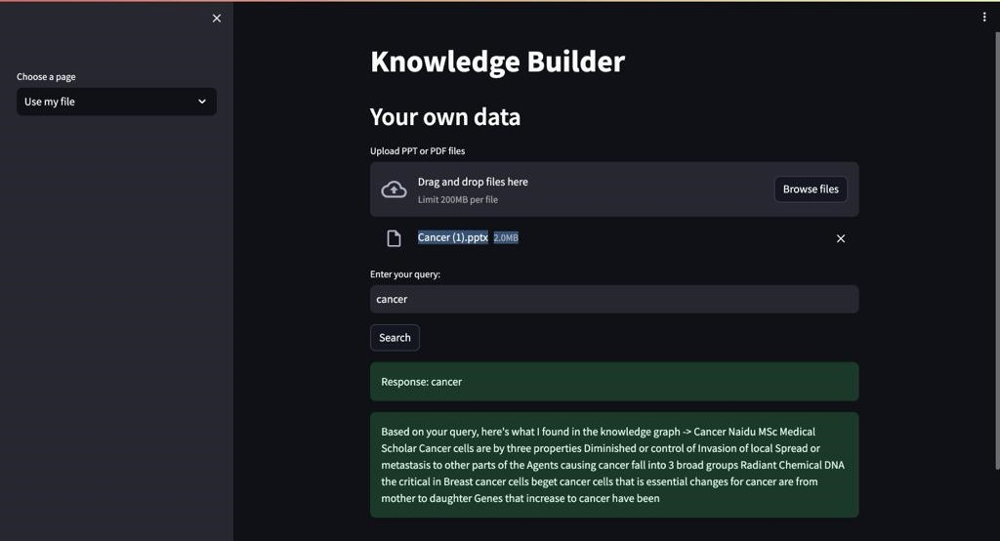 Choose a page
Use my file
Knowledge Builder
Your own data
Upload PPT or PDF files
Drag and drop files here
Limit 200MB per file
Browse files
Cancer (1).pptx 2.0MB
Enter your query:
cancer
Search
Response: cancer
Based on your query, here's what I found in the knowledge graph -> Cancer Naidu MSc Medical
Scholar Cancer cells are by three properties Diminished or control of Invasion of local Spread or
metastasis to other parts of the Agents causing cancer fall into 3 broad groups Radiant Chemical DNA
the critical in Breast cancer cells beget cancer cells that is essential changes for cancer are from
mother to daughter Genes that increase to cancer have been